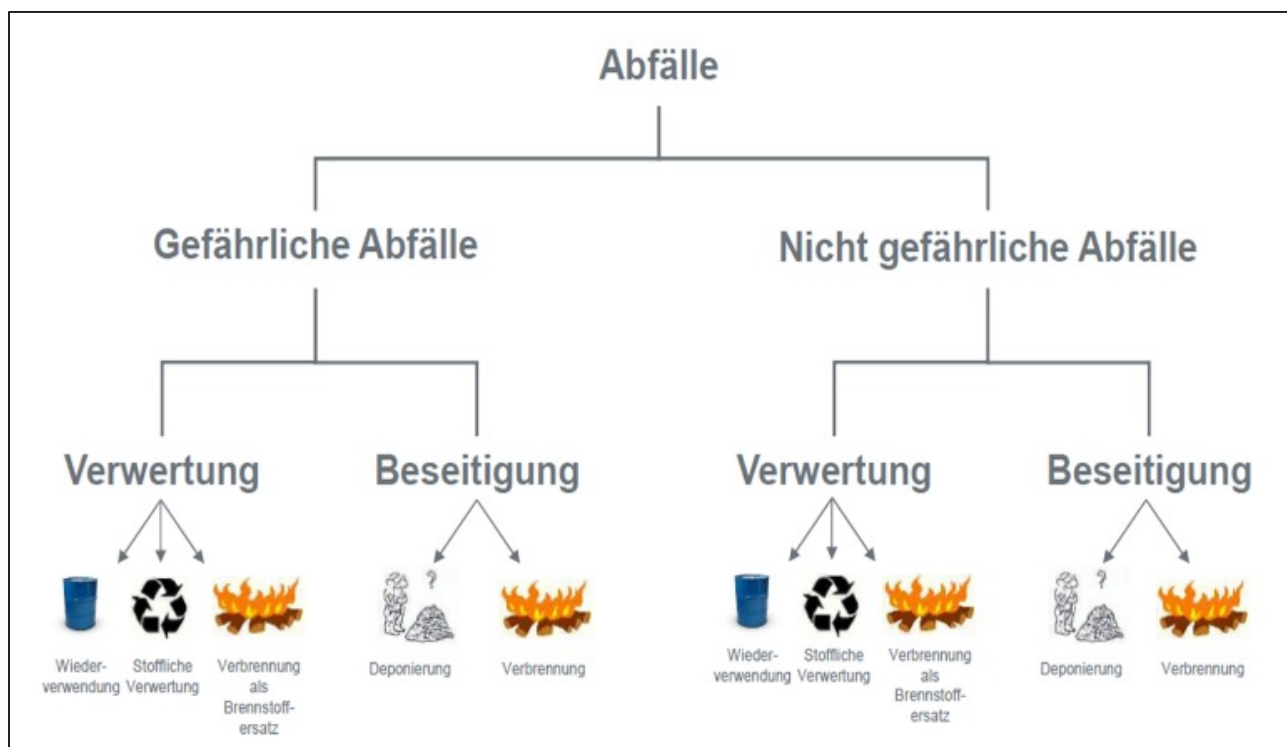 Abfälle
Gefährliche Abfälle
Nicht gefährliche Abfälle
Verwertung
Beseitigung
Verwertung
Beseitigung
?
?
Wieder-
verwendung
Stoffliche
Verwertung
Verbrennung
als
Brennstoff-
ersatz
Deponierung
Verbrennung
Wieder-
verwendung
Stoffliche
Verwertung
Verbrennung
als
Brennstoff-
ersatz
Deponierung
Verbrennung